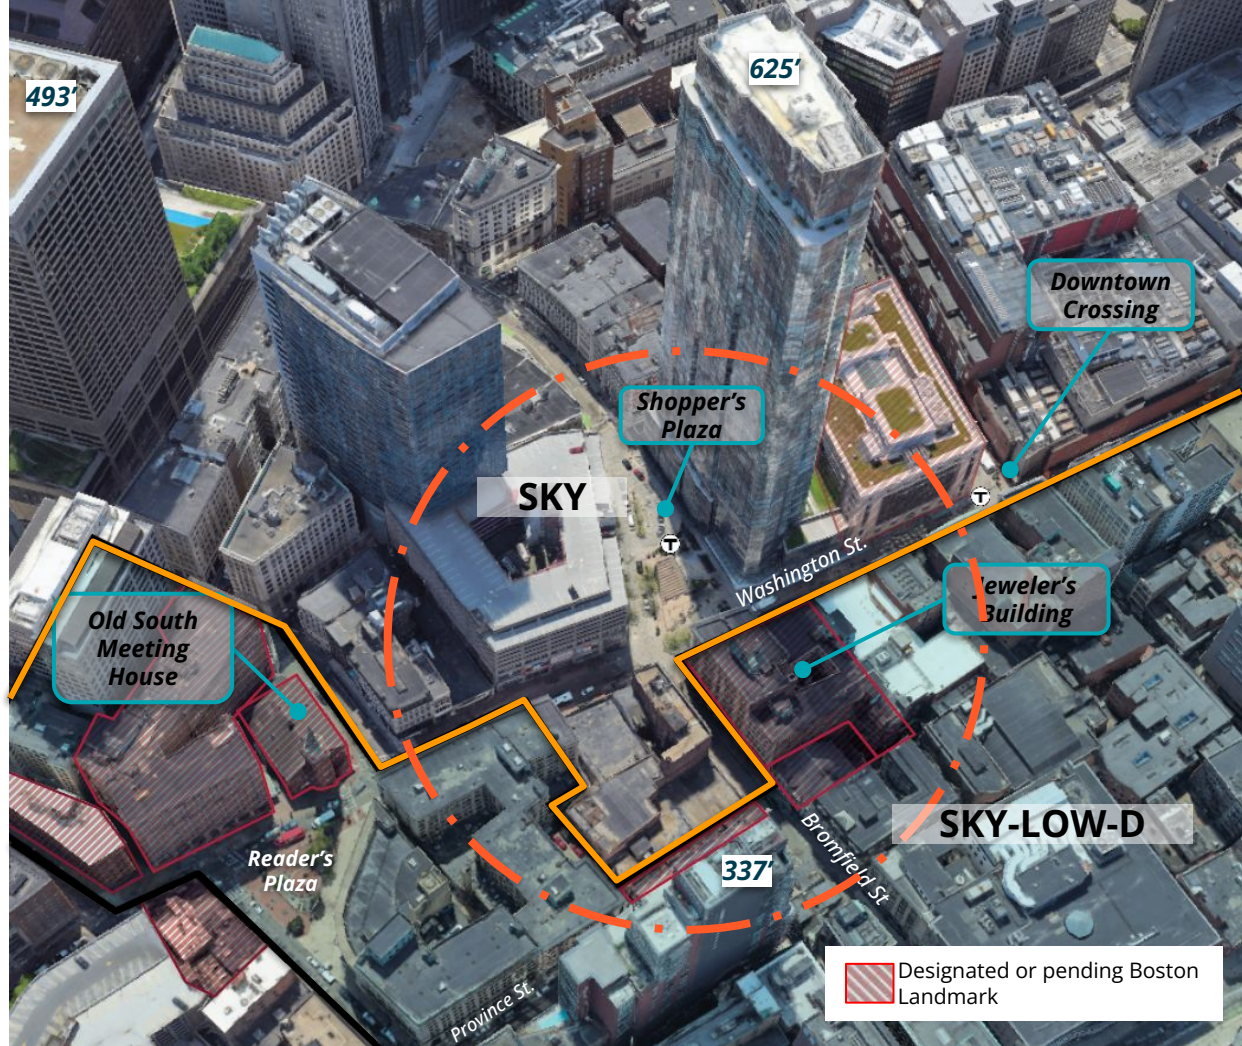 493’
625’
Downtown
Crossing
Shopper’s
Plaza
SKY
T
T
Washington St.
Jeweler’s
Building
Old South
Meeting
House
SKY-LOW-D
Bromfield St
Reader’s
Plaza
337’
Province St.
Designated or pending Boston
Landmark